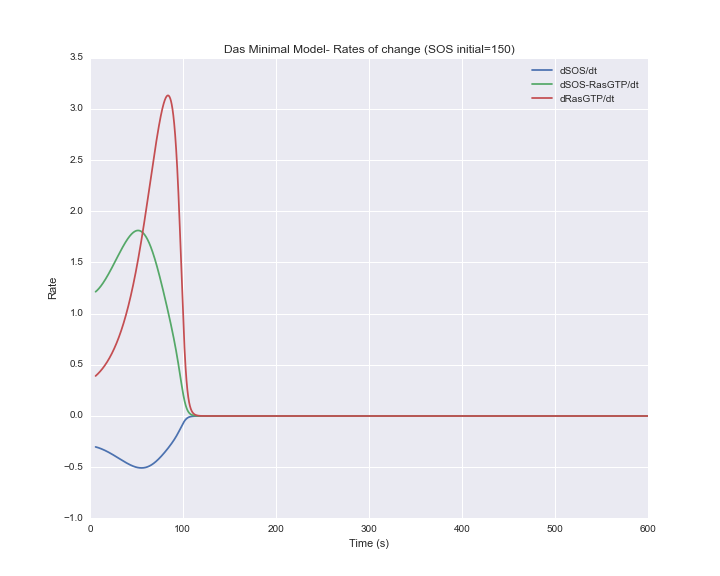 Das Minimal Model- Rates of change (SOS initial=150)
3.5
3.0
2.5
2.0
1.5
1.0
0.5
0.0
−0.5
−1.0
Rate
dSOS/dt
dSOS-RasGTP/dt
dRasGTP/dt
0 100 200 300 400 500 600
Time (s)